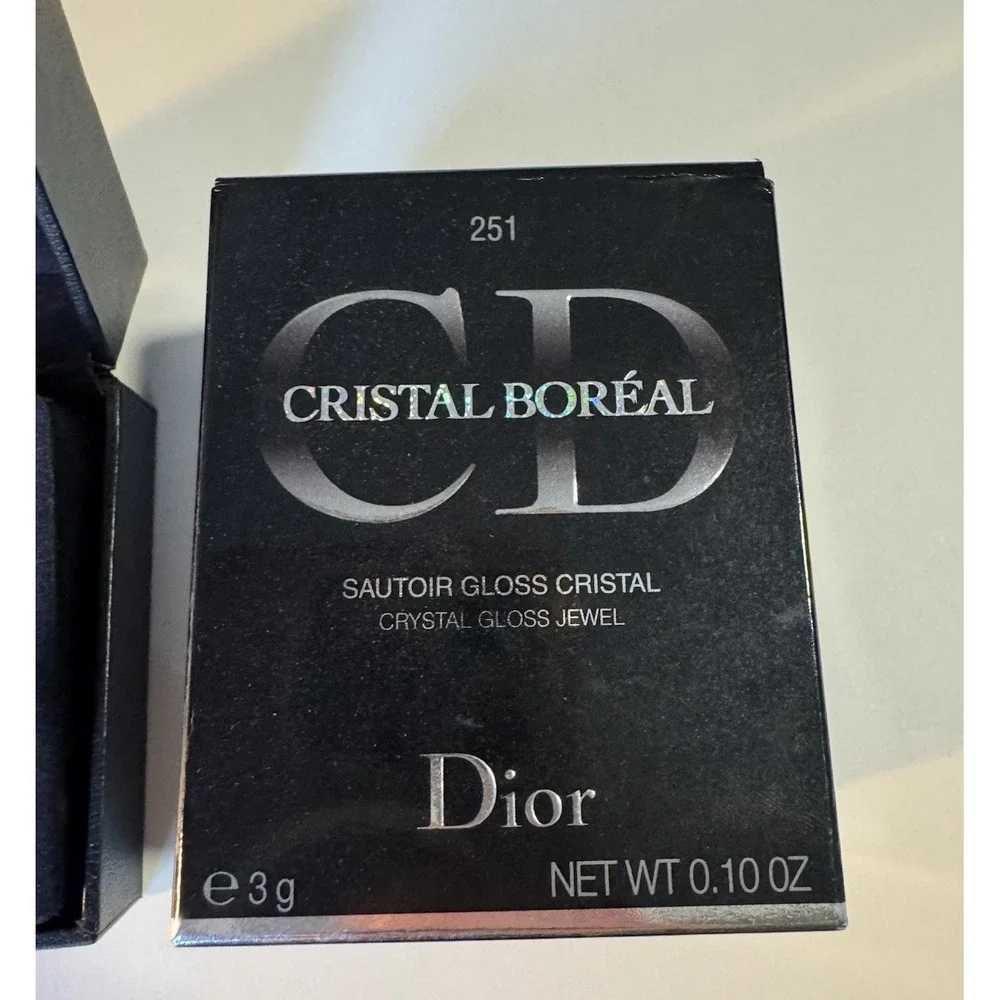 251
CD
CRISTAL BORÉAL
SAUTOIR GLOSS CRISTAL
CRYSTAL GLOSS JEWEL
Dior
℮ 3 g
NET WT 0.10 OZ